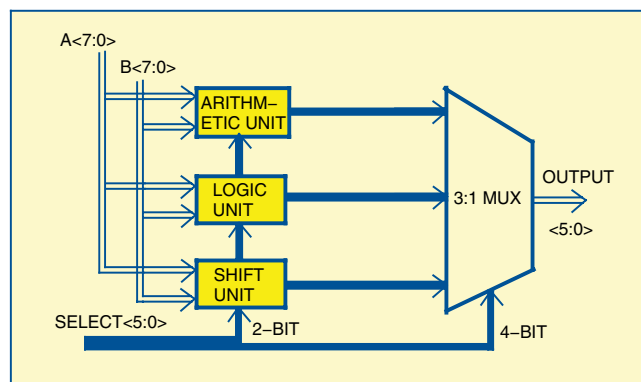 A<7:0>
B<7:0>
ARITHM–
ETIC UNIT
LOGIC
UNIT
SHIFT
UNIT
3:1 MUX
OUTPUT
<5:0>
SELECT<5:0>
2–BIT
4–BIT